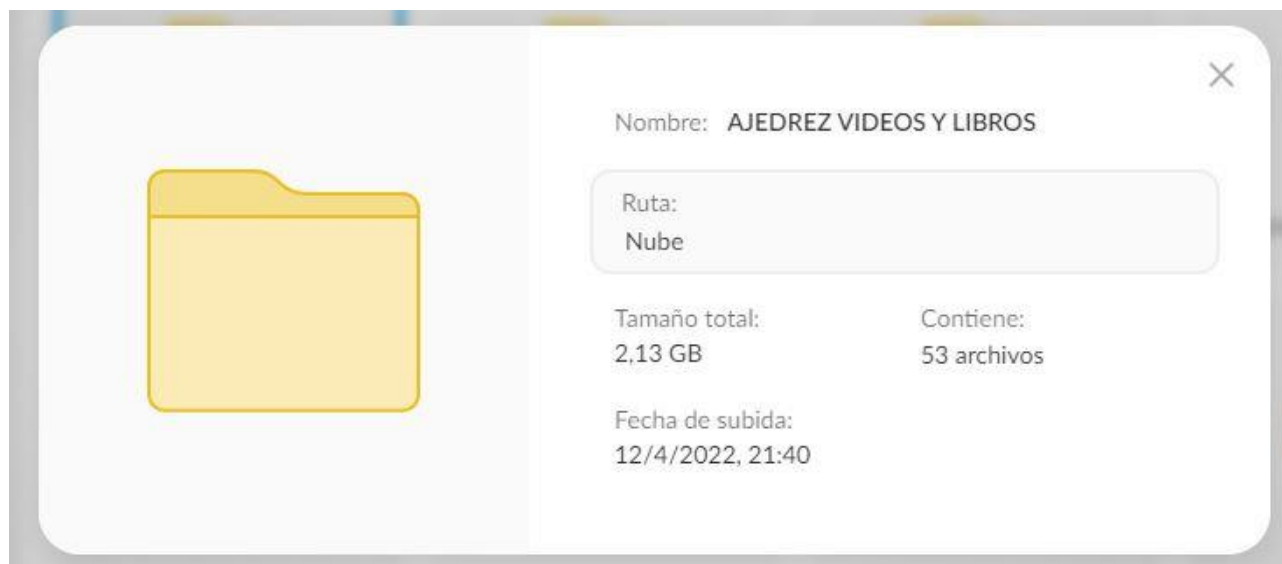 Nombre: AJEDREZ VIDEOS Y LIBROS
Ruta:
Nube
Tamaño total:
2,13 GB
Contiene:
53 archivos
Fecha de subida:
12/4/2022, 21:40